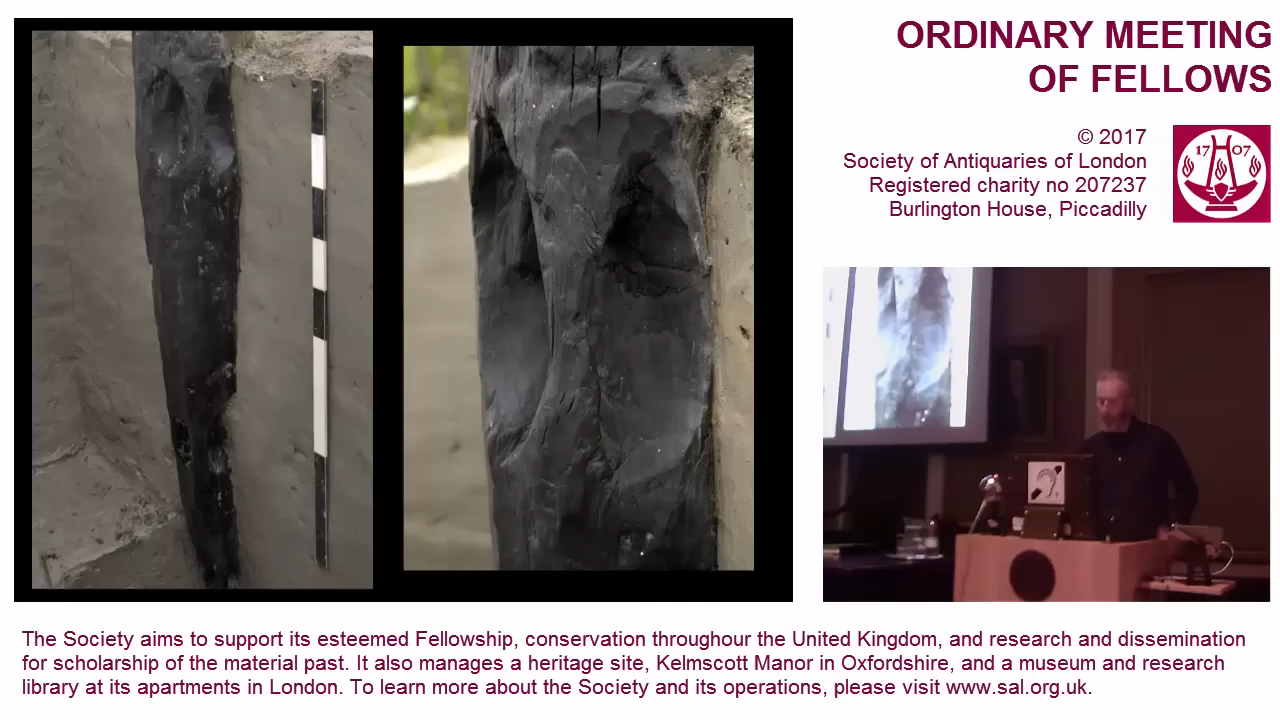 ORDINARY MEETING
OF FELLOWS
© 2017
Society of Antiquaries of London
Registered charity no 207237
Burlington House, Piccadilly
17 07
The Society aims to support its esteemed Fellowship, conservation throughour the United Kingdom, and research and dissemination
for scholarship of the material past. It also manages a heritage site, Kelmscott Manor in Oxfordshire, and a museum and research
library at its apartments in London. To learn more about the Society and its operations, please visit www.sal.org.uk.